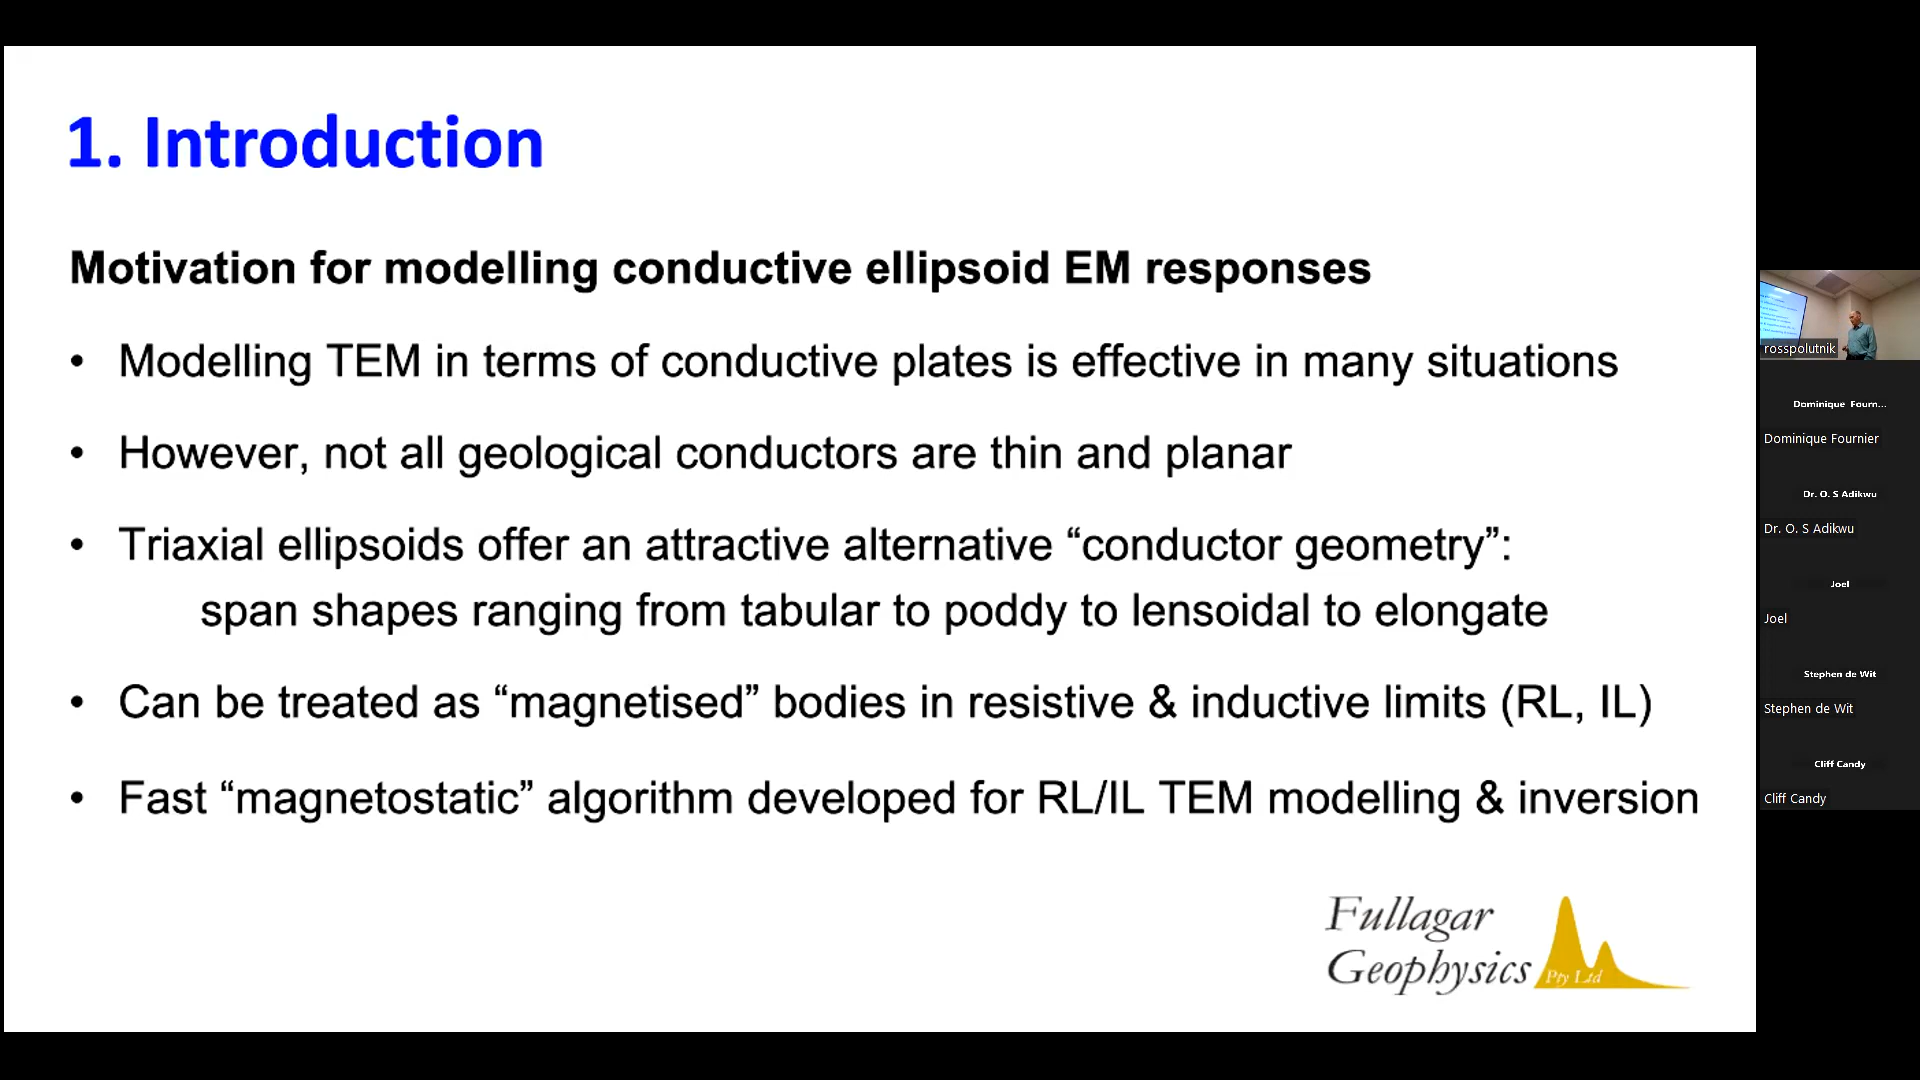 1. Introduction
Motivation for modelling conductive ellipsoid EM responses
• Modelling TEM in terms of conductive plates is effective in many situations
• However, not all geological conductors are thin and planar
• Triaxial ellipsoids offer an attractive alternative “conductor geometry”:
span shapes ranging from tabular to poddy to lensoidal to elongate
• Can be treated as “magnetised” bodies in resistive & inductive limits (RL, IL)
• Fast “magnetostatic” algorithm developed for RL/IL TEM modelling & inversion
Fullagar
Geophysics
Pty Ltd
rosspolutnik
Dominique Fourn...
Dominique Fournier
Dr. O. S Adikwu
Dr. O. S Adikwu
Joel
Joel
Stephen de Wit
Stephen de Wit
Cliff Candy
Cliff Candy